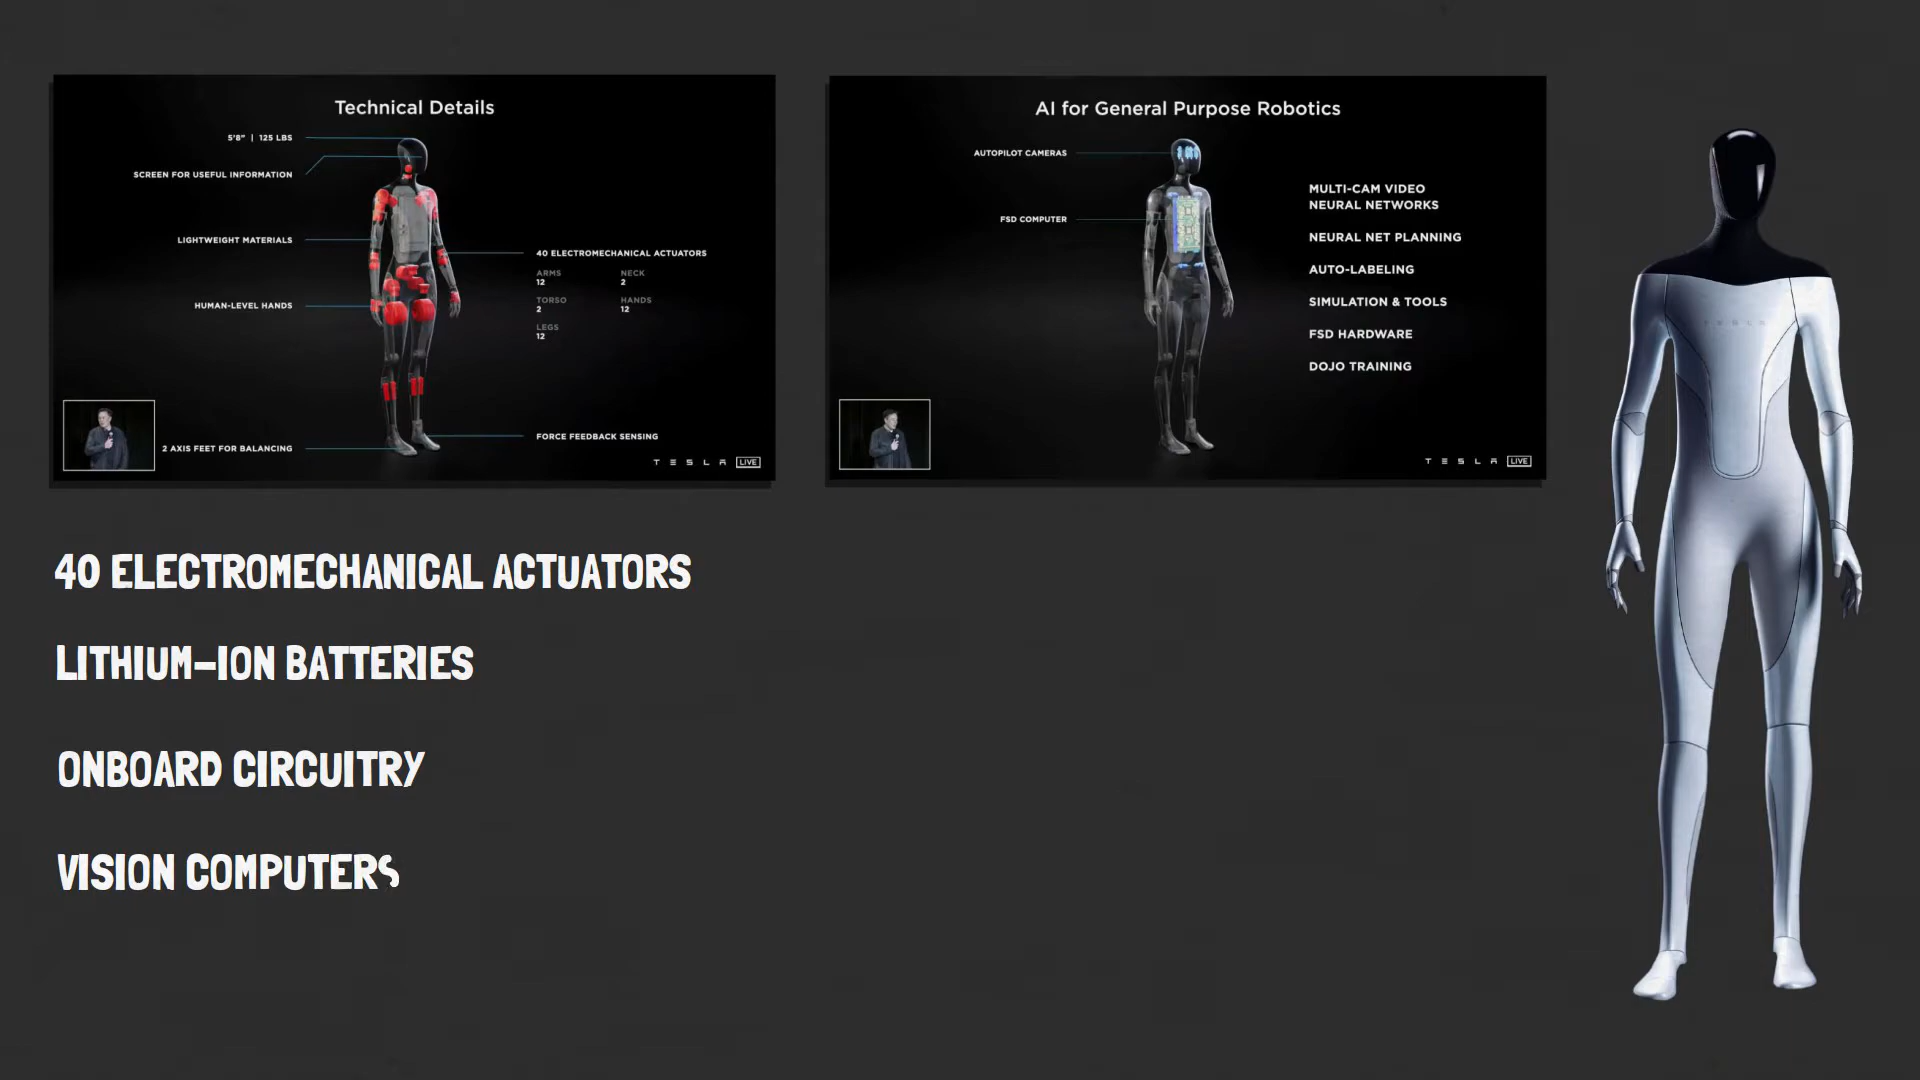 Technical Details
5'8" | 125 LBS
SCREEN FOR USEFUL INFORMATION
LIGHTWEIGHT MATERIALS
HUMAN-LEVEL HANDS
2 AXIS FEET FOR BALANCING
40 ELECTROMECHANICAL ACTUATORS
ARMS NECK
12 2
TORSO HANDS
2 12
LEGS
12
FORCE FEEDBACK SENSING
TESLA LIVE
AI for General Purpose Robotics
AUTOPILOT CAMERAS
FSD COMPUTER
MULTI-CAM VIDEO
NEURAL NETWORKS
NEURAL NET PLANNING
AUTO-LABELING
SIMULATION & TOOLS
FSD HARDWARE
DOJO TRAINING
TESLA LIVE
TESLA
40 ELECTROMECHANICAL ACTUATORS
LITHIUM-ION BATTERIES
ONBOARD CIRCUITRY
VISION COMPUTERS